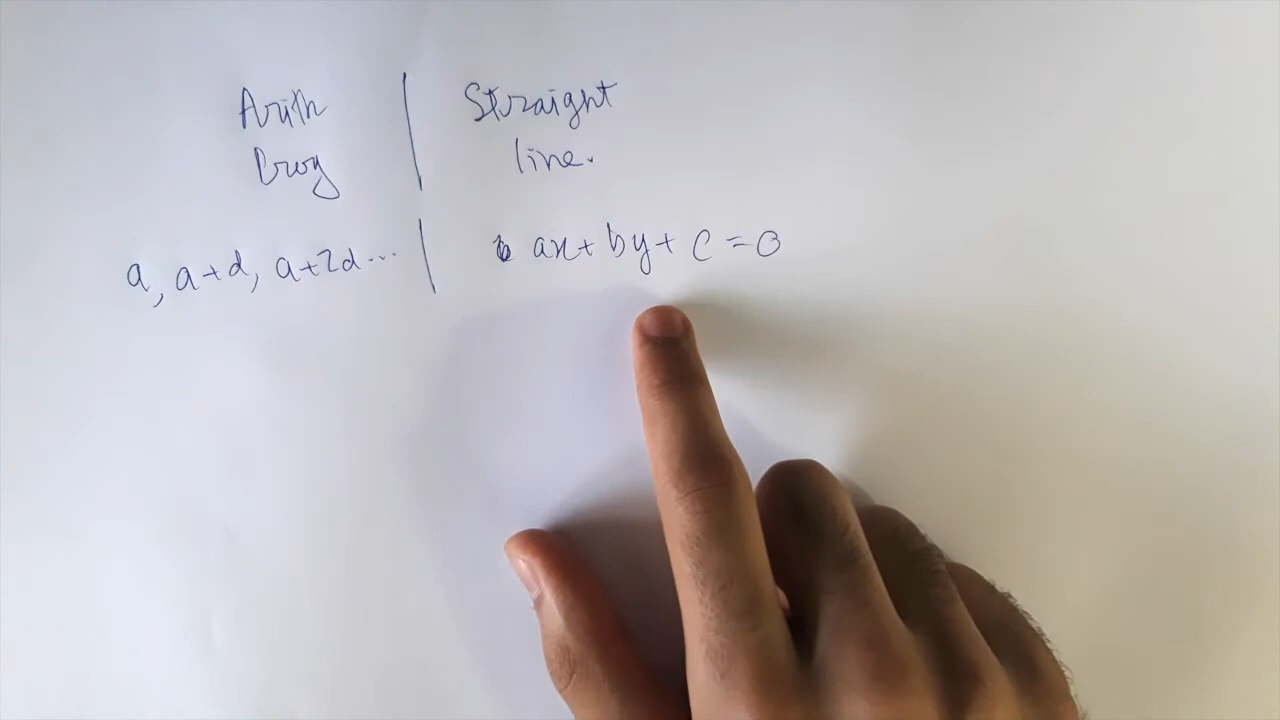 Arith | Straight
Prog | line.
a, a+d, a+2d... | ax+by+c=0